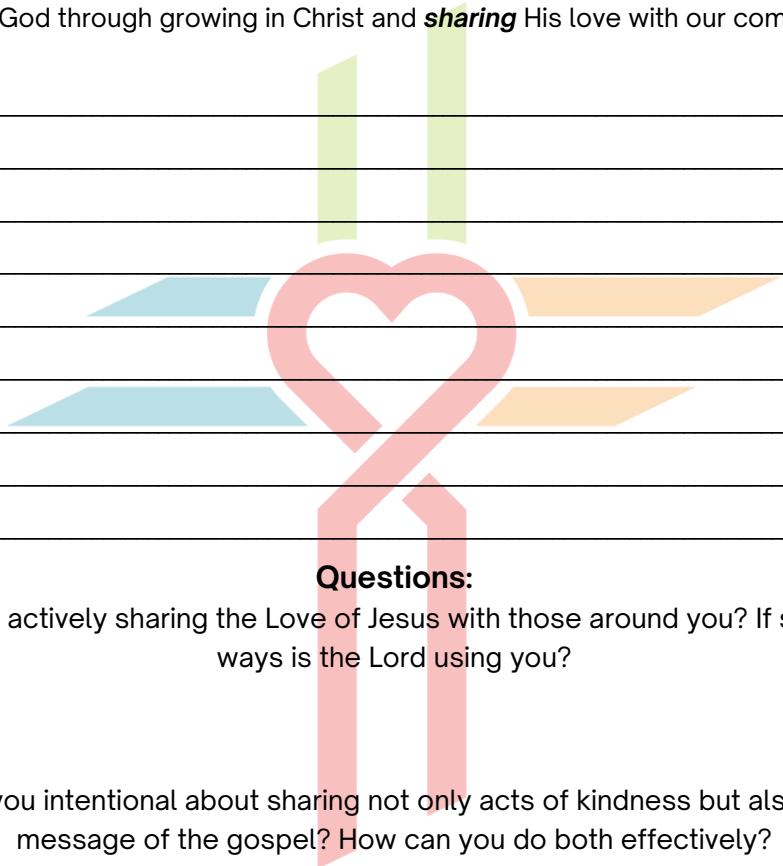 God through growing in Christ and sharing His love with our com
Questions:
actively sharing the Love of Jesus with those around you? If s
ways is the Lord using you?
you intentional about sharing not only acts of kindness but als
message of the gospel? How can you do both effectively?